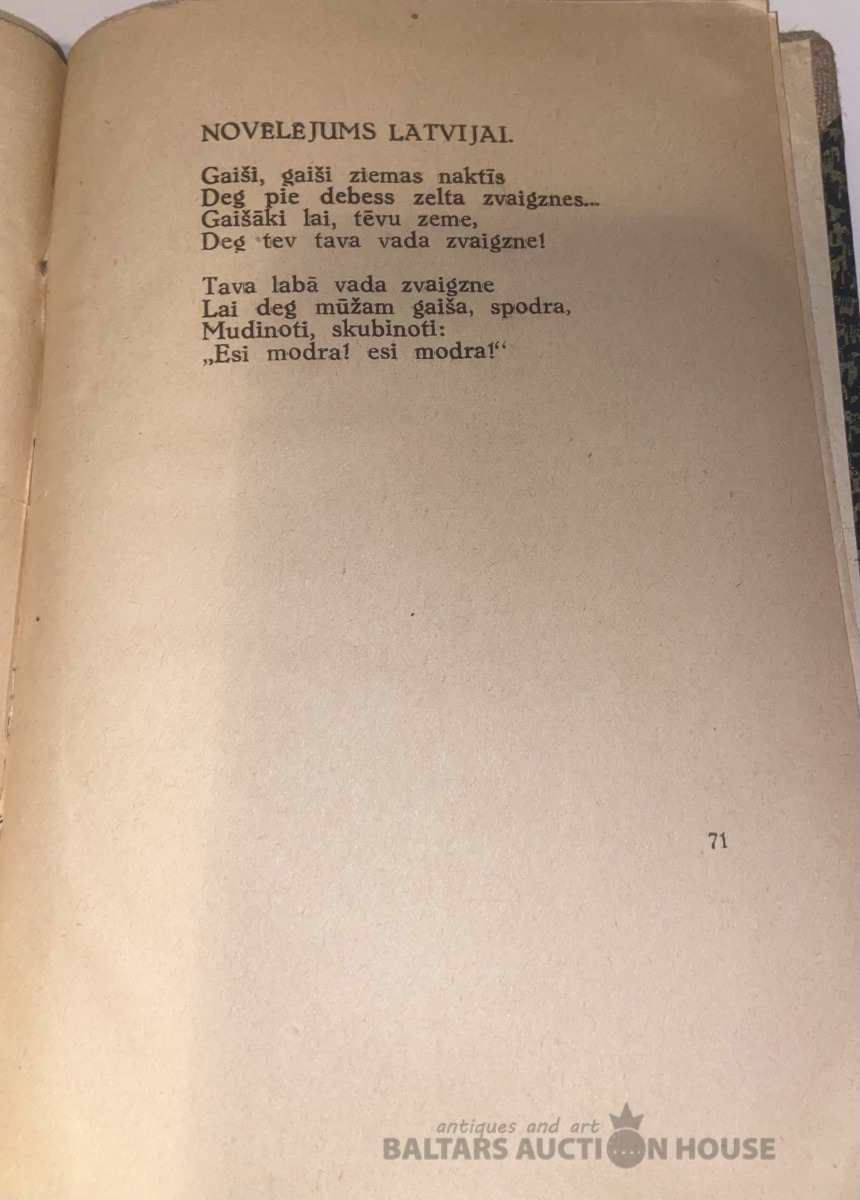 NOVĒLĒJUMS LATVIJAI.
Gaiši, gaiši ziemas naktīs
Deg pie debess zelta zvaigznes...
Gaišāki lai, tēvu zeme,
Deg tev tava vada zvaigzne!
Tava labā vada zvaigzne
Lai deg mūžam gaiša, spodra,
Mudinoti, skubinoti:
„Esi modra! esi modra!“
71
antiques and art
BALTARS AUCTION HOUSE